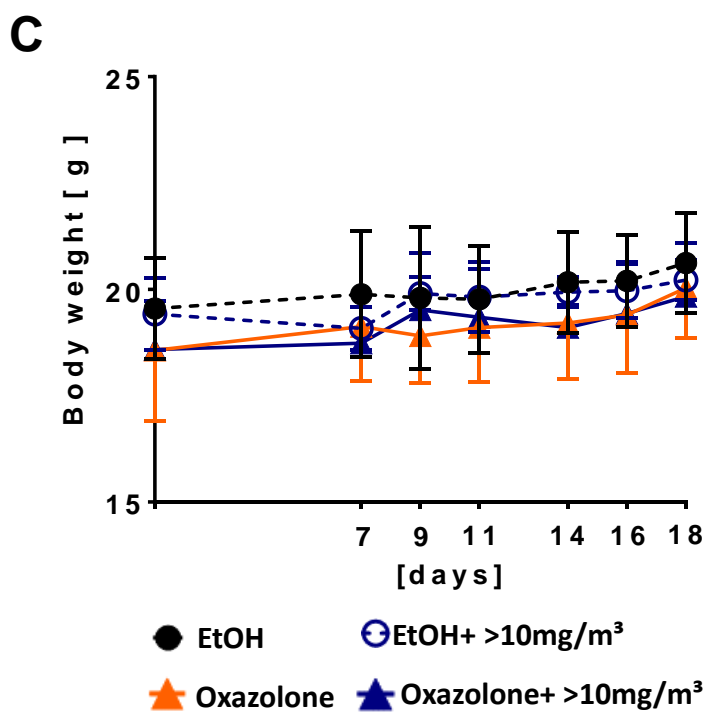 C
25
20
15
Body weight [g]
7 9 11 14 16 18
[days]
EtOH EtOH+ >10mg/m³
Oxazolone Oxazolone+ >10mg/m³